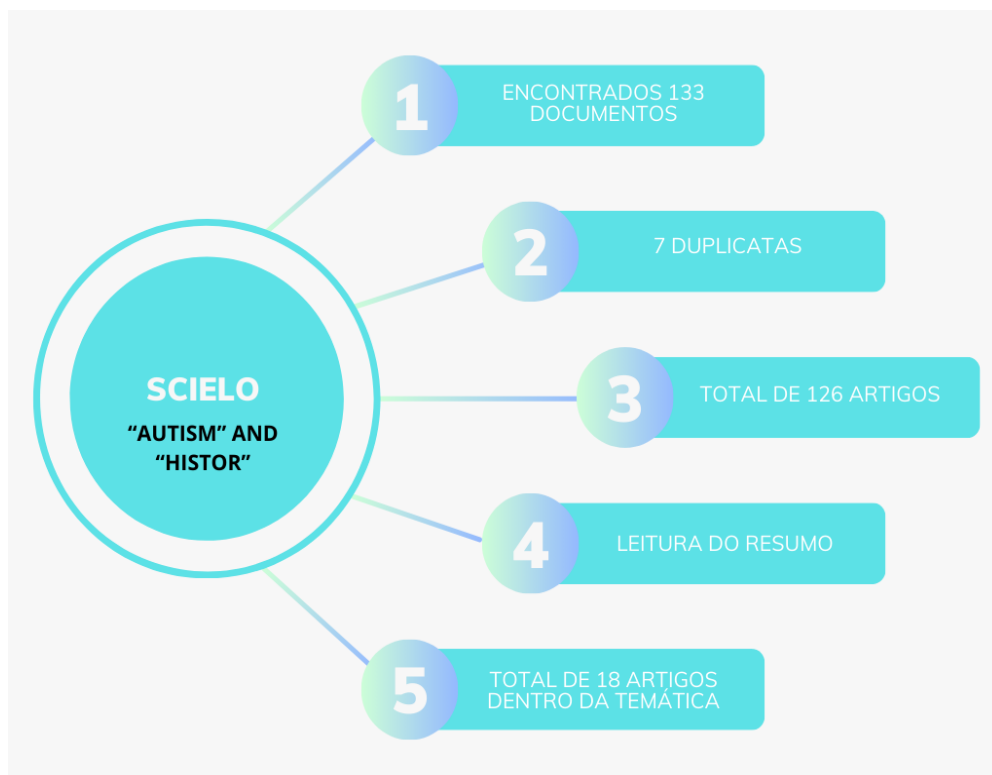 1
ENCONTRADOS 133
DOCUMENTOS
2
7 DUPLICATAS
SCIELO
“AUTISM” AND
“HISTOR”
3
TOTAL DE 126 ARTIGOS
4
LEITURA DO RESUMO
5
TOTAL DE 18 ARTIGOS
DENTRO DA TEMÁTICA